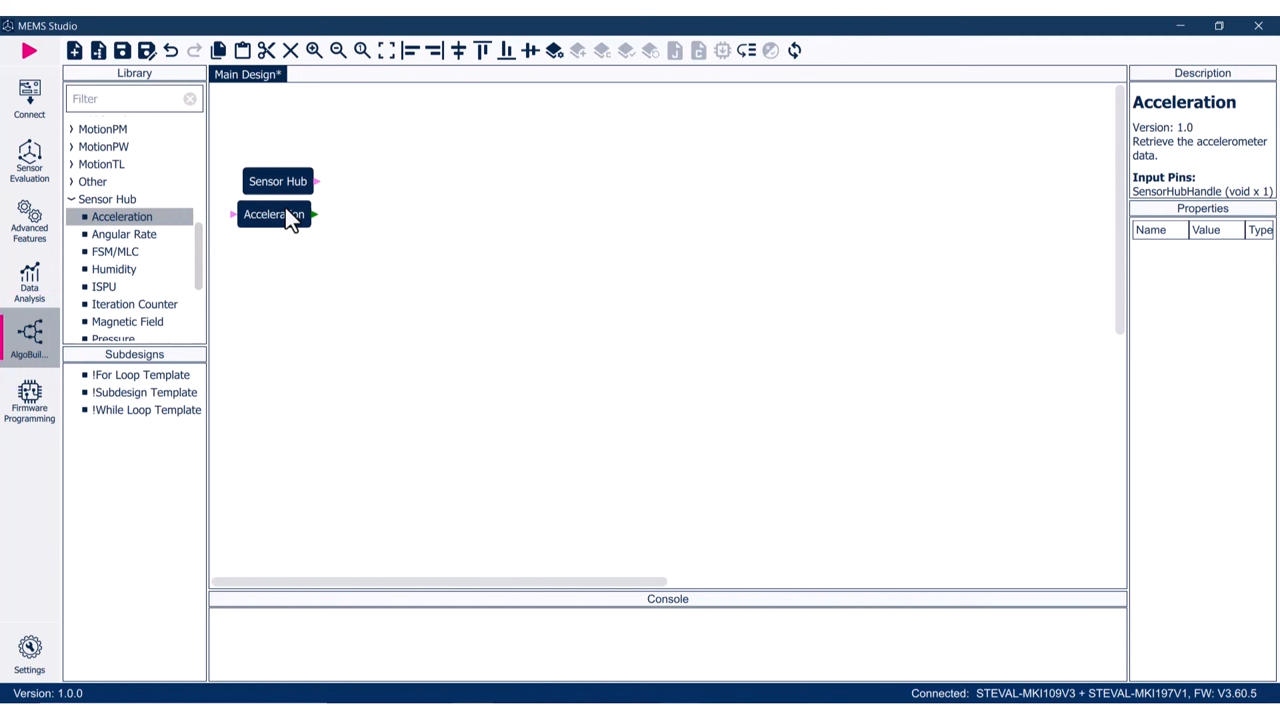 MEMS Studio
Library
Main Design*
Description
Connect
Sensor
Evaluation
Advanced
Features
Data
Analysis
AlgoBuil...
Firmware
Programming
Settings
Filter
MotionPM
MotionPW
MotionTL
Other
Sensor Hub
Acceleration
Angular Rate
FSM/MLC
Humidity
ISPU
Iteration Counter
Magnetic Field
Pressure
Subdesigns
!For Loop Template
!Subdesign Template
!While Loop Template
Sensor Hub
Acceleration
Console
Acceleration
Version: 1.0
Retrieve the accelerometer
data.
Input Pins:
SensorHubHandle (void x 1)
Properties
Name Value Type
Version: 1.0.0
Connected: STEVAL-MKI109V3 + STEVAL-MKI197V1, FW: V3.60.5